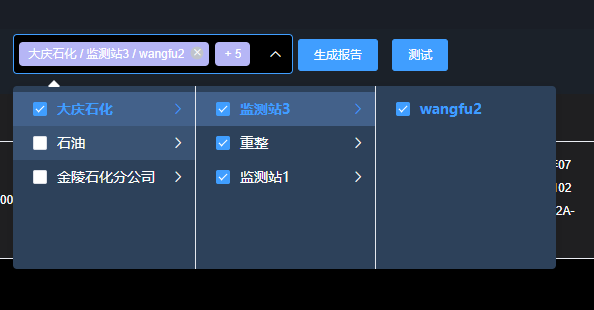 大庆石化 / 监测站3 / wangfu2
+ 5
生成报告
测试
大庆石化
监测站3
wangfu2
石油
重整
金陵石化分公司
监测站1
00
07
02
2A-